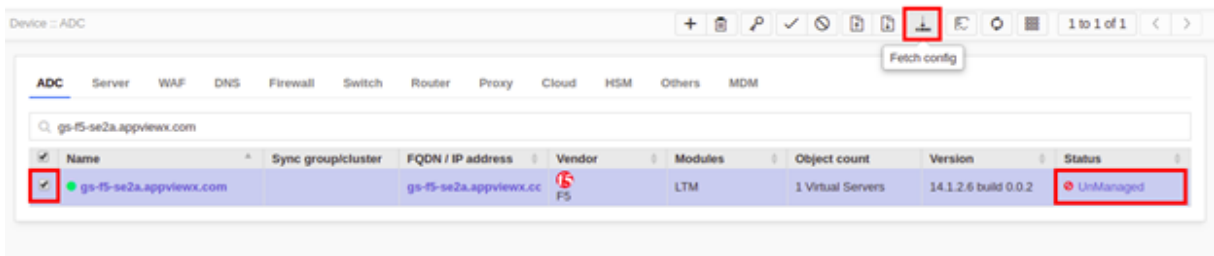 Device :: ADC
1 to 1 of 1
Fetch config
ADC Server WAF DNS Firewall Switch Router Proxy Cloud HSM Others MDM
gs-f5-se2a.appviewx.com
Name Sync group/cluster FQDN / IP address Vendor Modules Object count Version Status
gs-f5-se2a.appviewx.com gs-f5-se2a.appviewx.cc F5 LTM 1 Virtual Servers 14.1.2.6 build 0.0.2 UnManaged